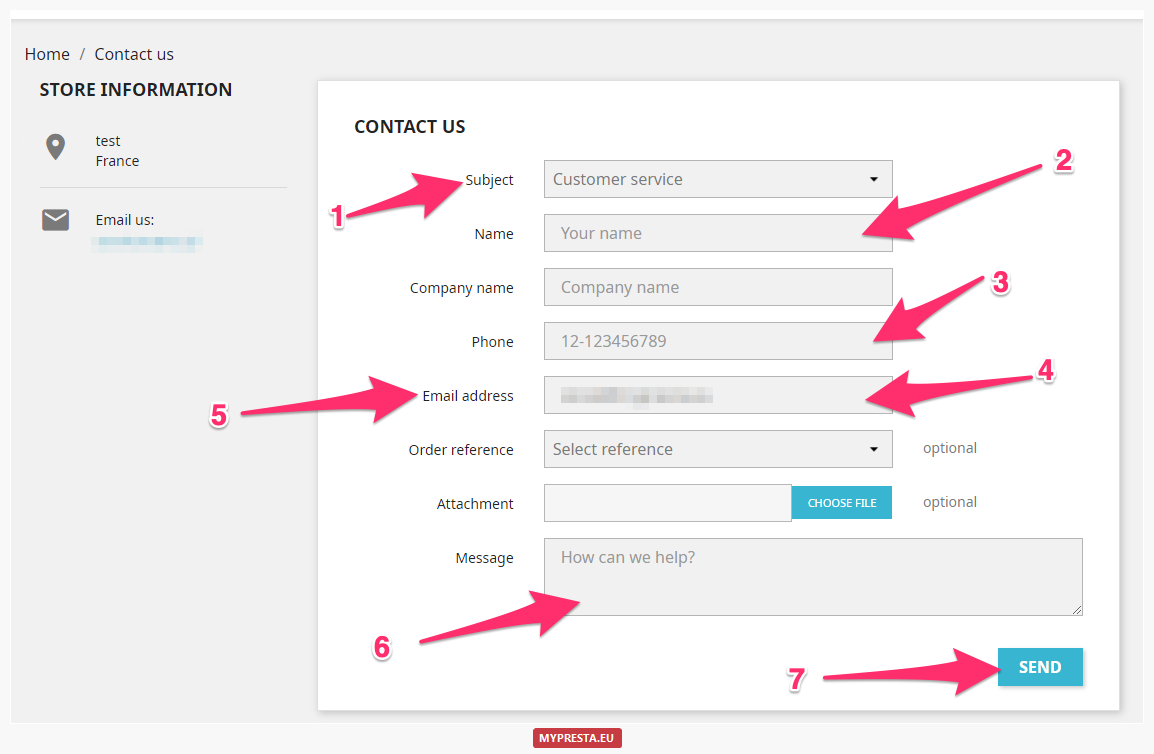 Home / Contact us
STORE INFORMATION
test
France
Email us:
CONTACT US
1
Subject
Customer service
2
Name
Your name
Company name
Company name
3
Phone
12-123456789
4
5
Email address
Order reference
Select reference
optional
Attachment
CHOOSE FILE
optional
Message
How can we help?
6
7
SEND
MYPRESTA.EU